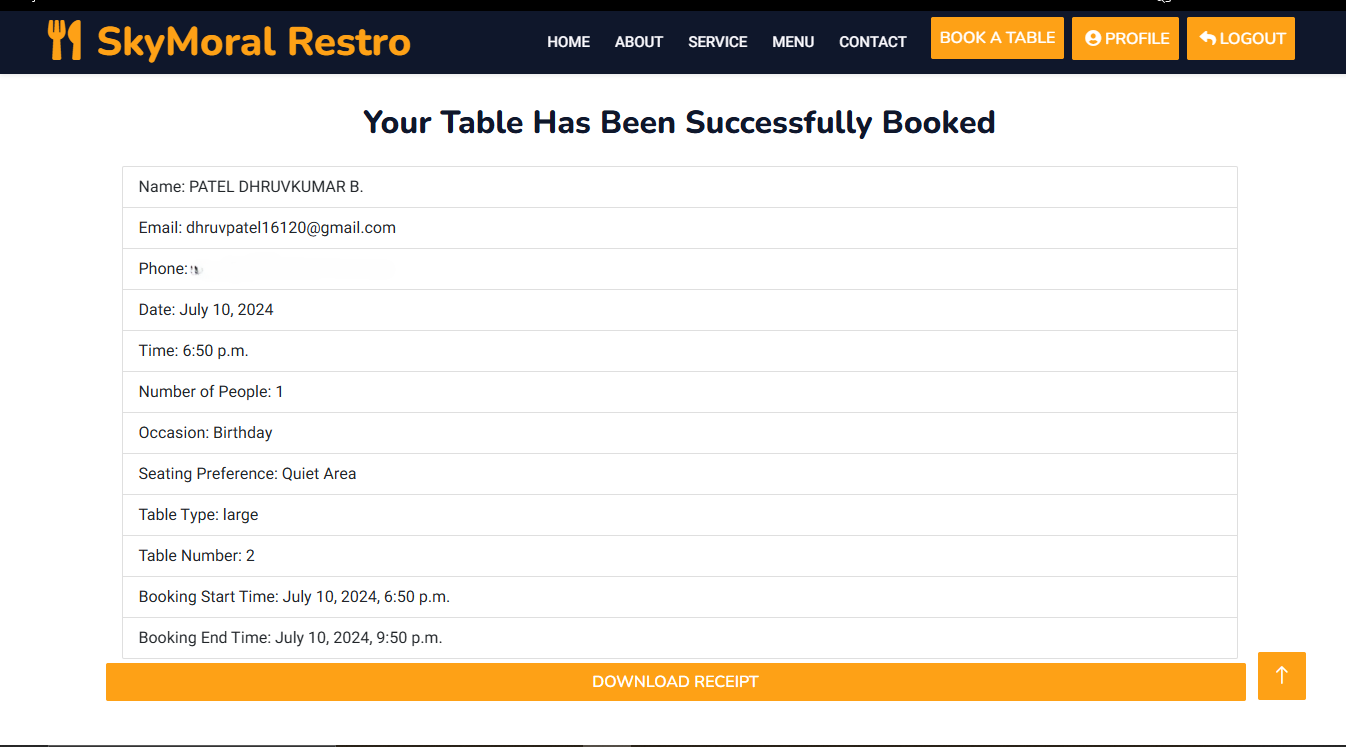 SkyMoral Restro
HOME ABOUT SERVICE MENU CONTACT BOOK A TABLE PROFILE LOGOUT
Your Table Has Been Successfully Booked
Name: PATEL DHRUVKUMAR B.
Email: dhruvpatel16120@gmail.com
Phone:
Date: July 10, 2024
Time: 6:50 p.m.
Number of People: 1
Occasion: Birthday
Seating Preference: Quiet Area
Table Type: large
Table Number: 2
Booking Start Time: July 10, 2024, 6:50 p.m.
Booking End Time: July 10, 2024, 9:50 p.m.
DOWNLOAD RECEIPT